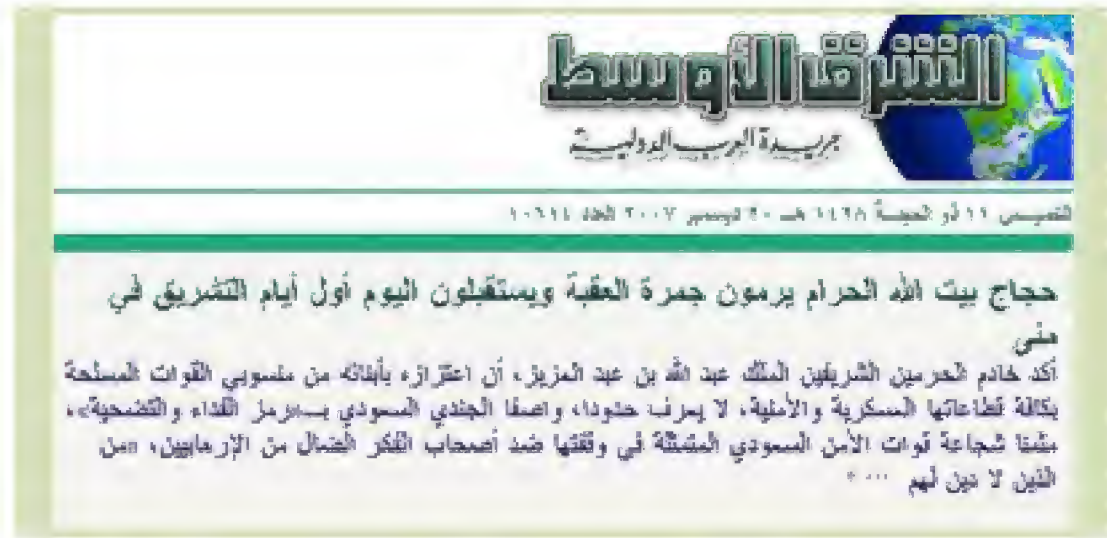 الشرق الأوسط
جريدة العرب الدولية
الخميس ١١ ذو الحجة ١٤٢٨ هـ ٢٠ ديسمبر ٢٠٠٧ العدد ١٠٦١٤
حجاج بيت الله الحرام يرمون جمرة العقبة ويستقبلون اليوم أول أيام التشريق في
منى
أكد خادم الحرمين الشريفين الملك عبد الله بن عبد العزيز، أن اعتزازه بأبنائه من منسوبي القوات المسلحة
بكافة قطاعاتها العسكرية والأمنية، لا يعرف حدودا، واصفا الجندي السعودي بـ«رمز الفداء والتضحية»،
مثمنا شجاعة قوات الأمن السعودي المتمثلة في وقفتها ضد أصحاب الفكر الضال من الإرهابيين، «من
الذين لا دين لهم ...